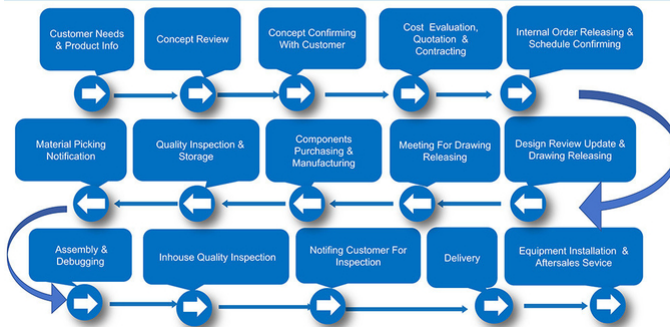 Customer Needs
& Product Info
Concept Review
Concept Confirming
With Customer
Cost Evaluation,
Quotation &
Contracting
Internal Order Releasing &
Schedule Confirming
Material Picking
Notification
Quality Inspection &
Storage
Components
Purchasing &
Manufacturing
Meeting For Drawing
Releasing
Design Review Update &
Drawing Releasing
Assembly &
Debugging
Inhouse Quality Inspection
Notifing Customer For
Inspection
Delivery
Equipment Installation &
Aftersales Sevice